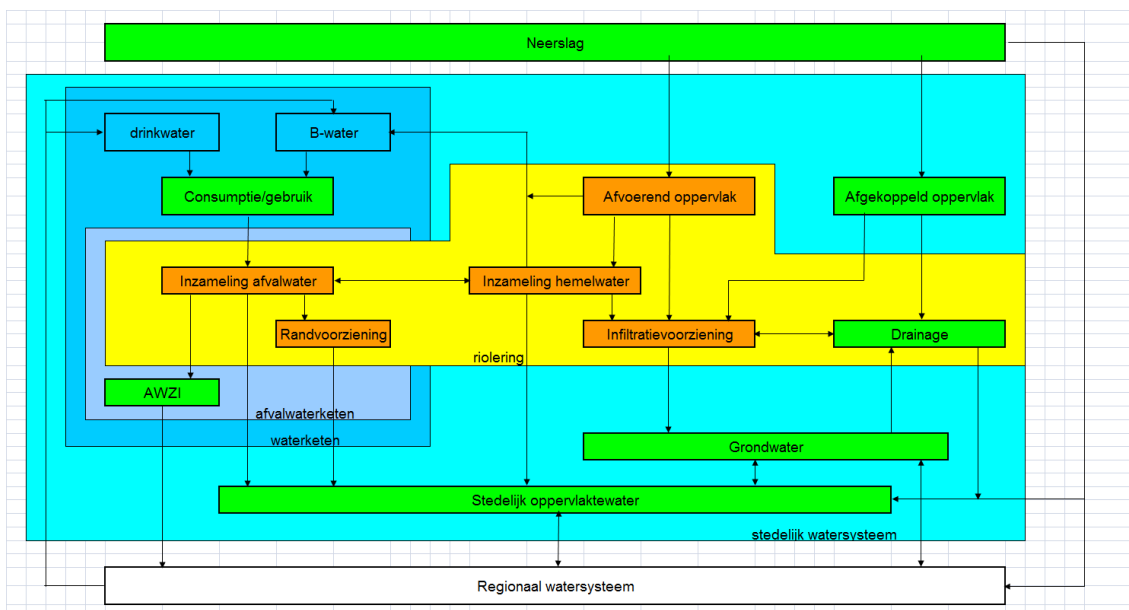 Neerslag
drinkwater
B-water
Consumptie/gebruik
Afvoerend oppervlak
Afgekoppeld oppervlak
Inzameling afvalwater
Inzameling hemelwater
Randvoorziening
Infiltratievoorziening
Drainage
riolering
AWZI
afvalwaterketen
waterketen
Grondwater
Stedelijk oppervlaktewater
stedelijk watersysteem
Regionaal watersysteem